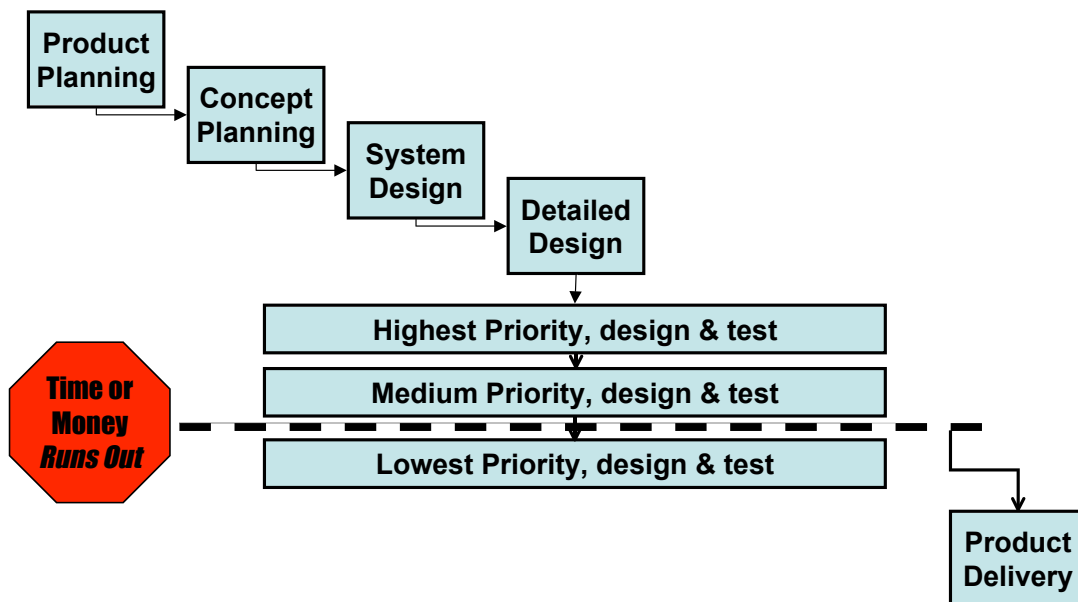 Product
Planning
Concept
Planning
System
Design
Detailed
Design
Highest Priority, design & test
Time or
Money
Runs Out
Medium Priority, design & test
Lowest Priority, design & test
Product
Delivery